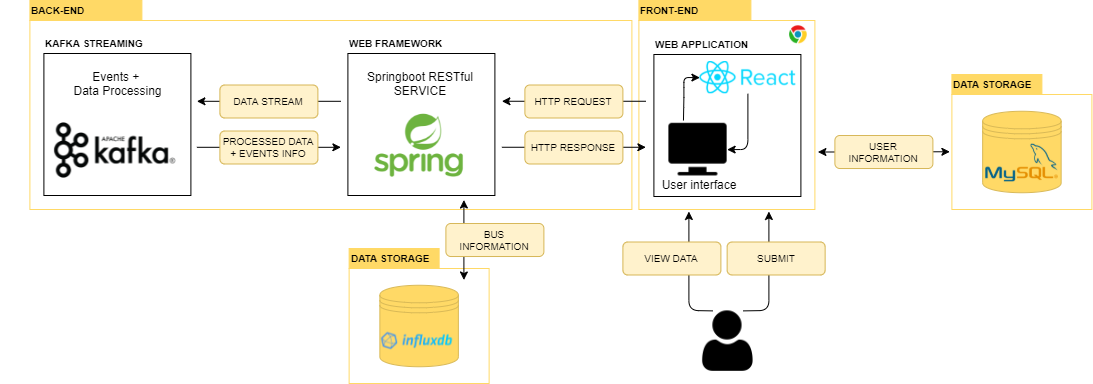 BACK-END
FRONT-END
KAFKA STREAMING
WEB FRAMEWORK
WEB APPLICATION
Events +
Data Processing
APACHE
kafka®
DATA STREAM
PROCESSED DATA
+ EVENTS INFO
Springboot RESTful
SERVICE
spring
HTTP REQUEST
HTTP RESPONSE
React
User interface
USER
INFORMATION
DATA STORAGE
MySQL®
BUS
INFORMATION
DATA STORAGE
influxdb
VIEW DATA
SUBMIT